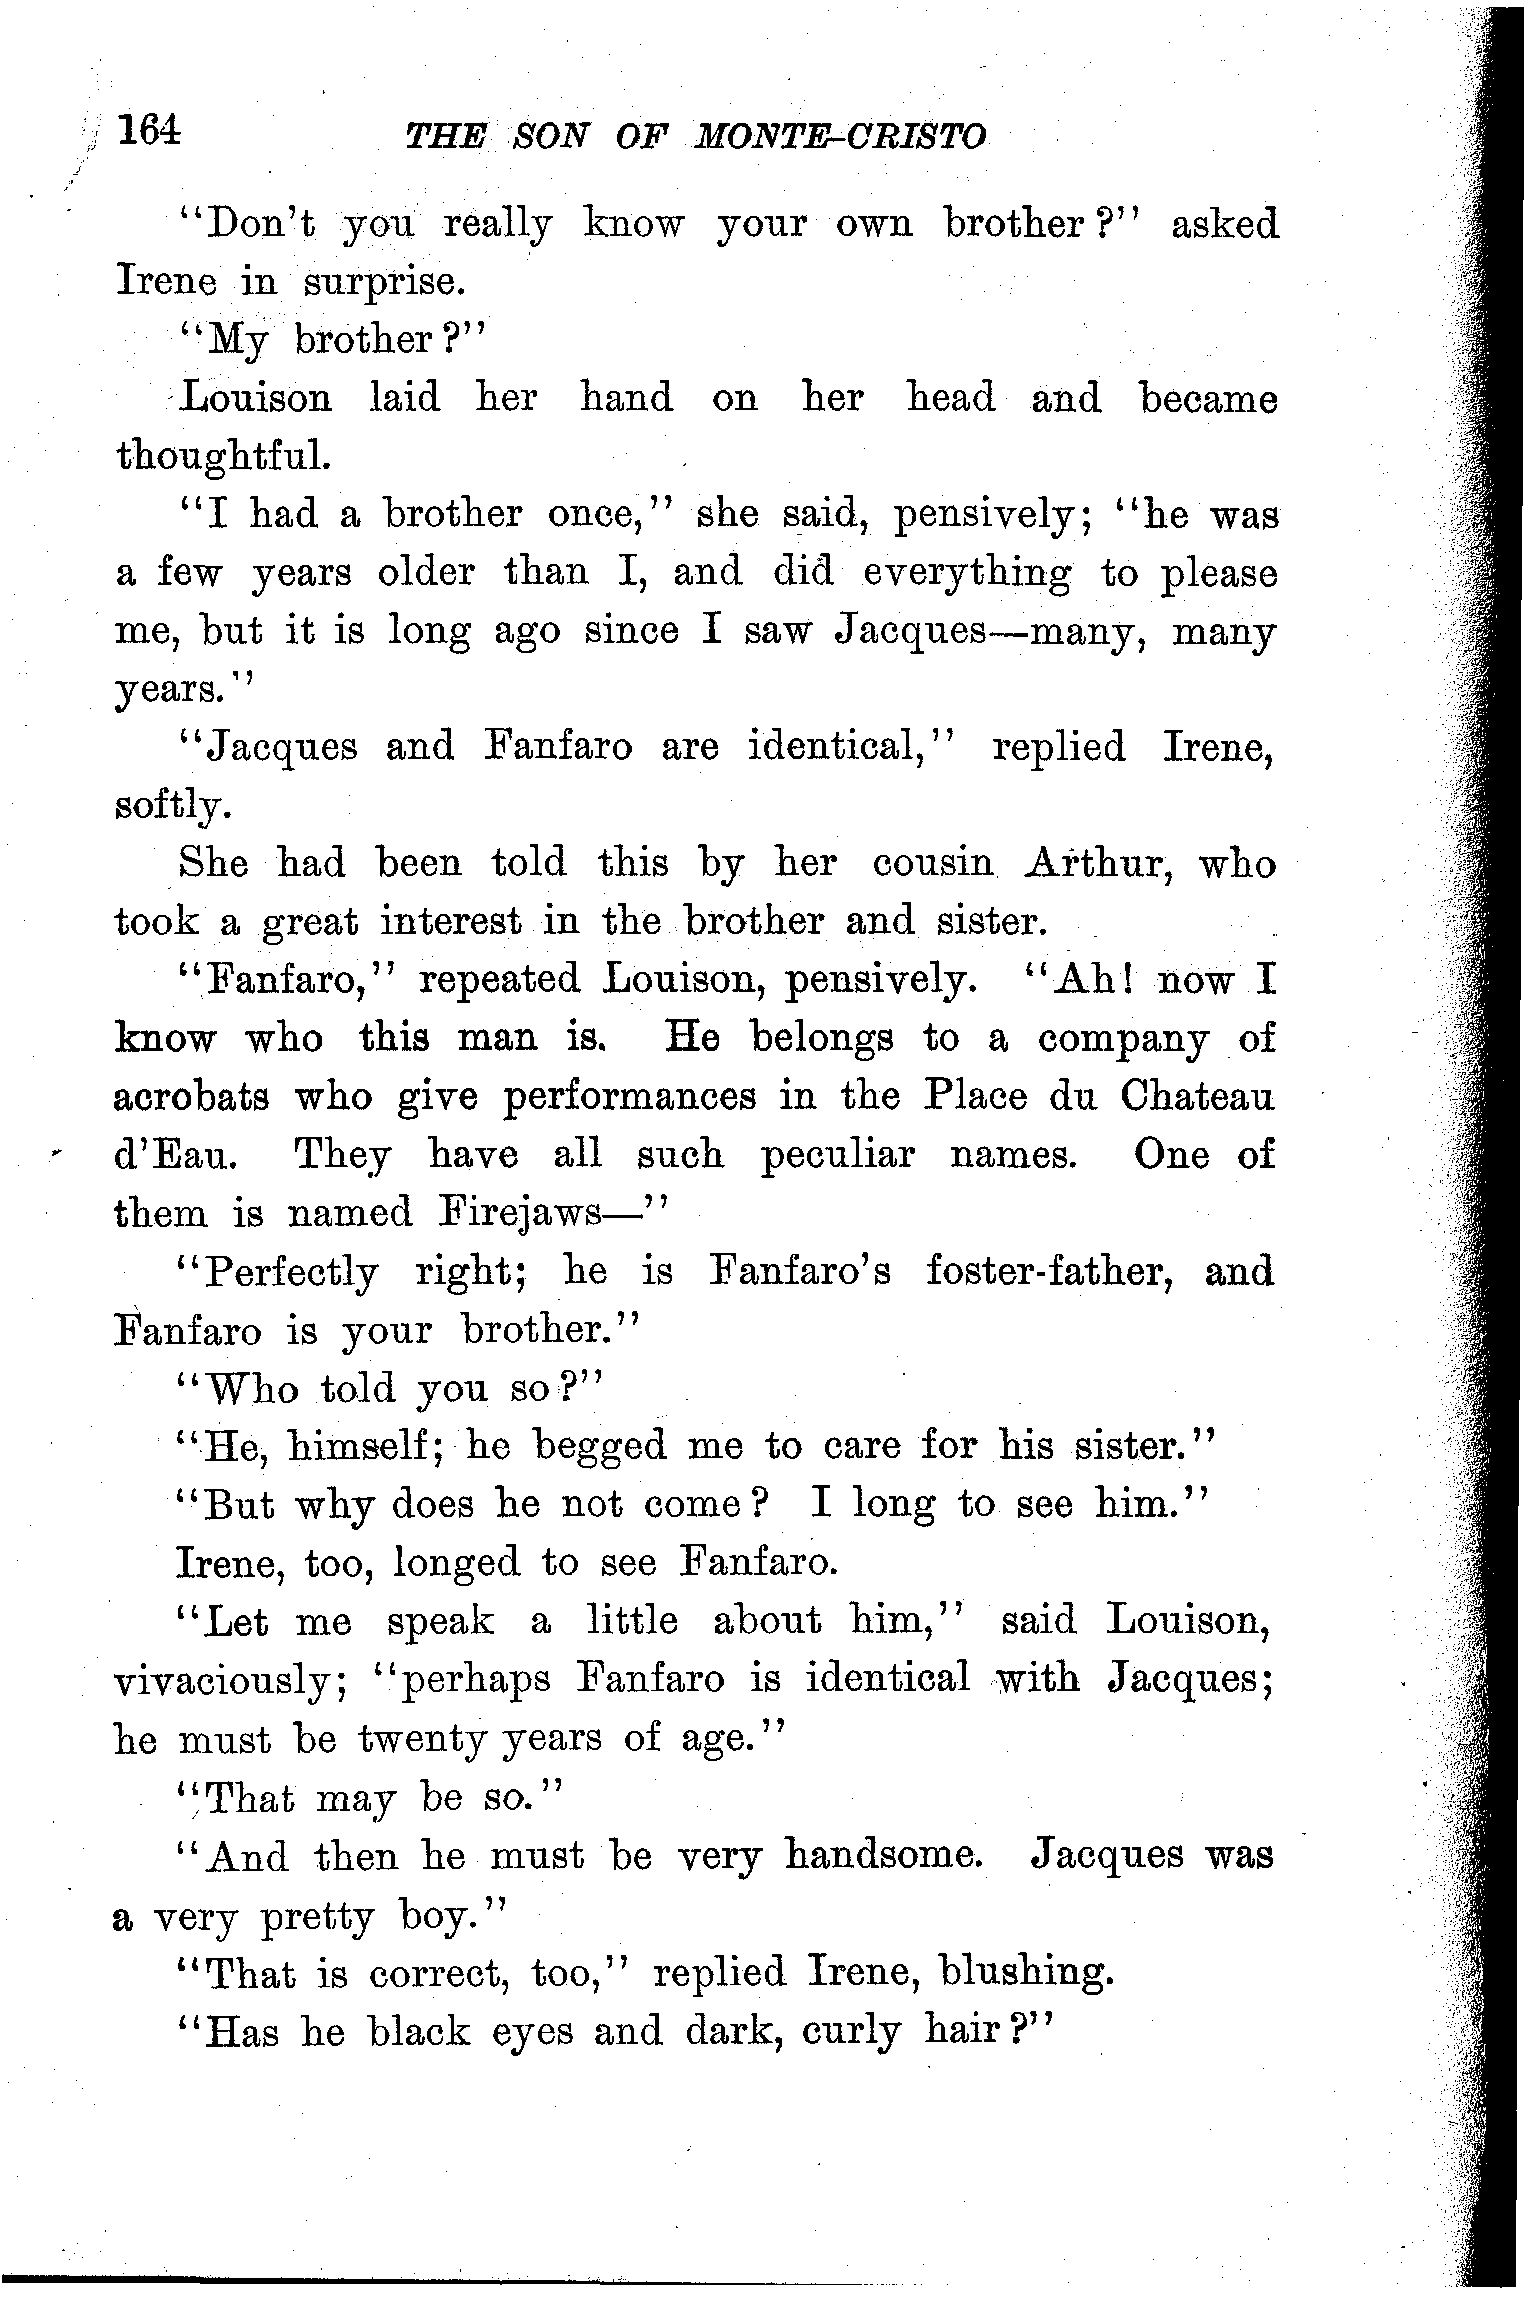 164 THE SON OF MONTE-CRISTO
"Don't you really know your own brother?" asked
Irene in surprise.
"My brother?"
Louison laid her hand on her head and became
thoughtful.
"I had a brother once," she said, pensively; "he was
a few years older than I, and did everything to please
me, but it is long ago since I saw Jacques—many, many
years."
"Jacques and Fanfaro are identical," replied Irene,
softly.
She had been told this by her cousin Arthur, who
took a great interest in the brother and sister.
"Fanfaro," repeated Louison, pensively. "Ah! now I
know who this man is. He belongs to a company of
acrobats who give performances in the Place du Chateau
d'Eau. They have all such peculiar names. One of
them is named Firejaws—"
"Perfectly right; he is Fanfaro's foster-father, and
Fanfaro is your brother."
"Who told you so?"
"He, himself; he begged me to care for his sister."
"But why does he not come? I long to see him."
Irene, too, longed to see Fanfaro.
"Let me speak a little about him," said Louison,
vivaciously; "perhaps Fanfaro is identical with Jacques;
he must be twenty years of age."
"That may be so."
"And then he must be very handsome. Jacques was
a very pretty boy."
"That is correct, too," replied Irene, blushing.
"Has he black eyes and dark, curly hair?"